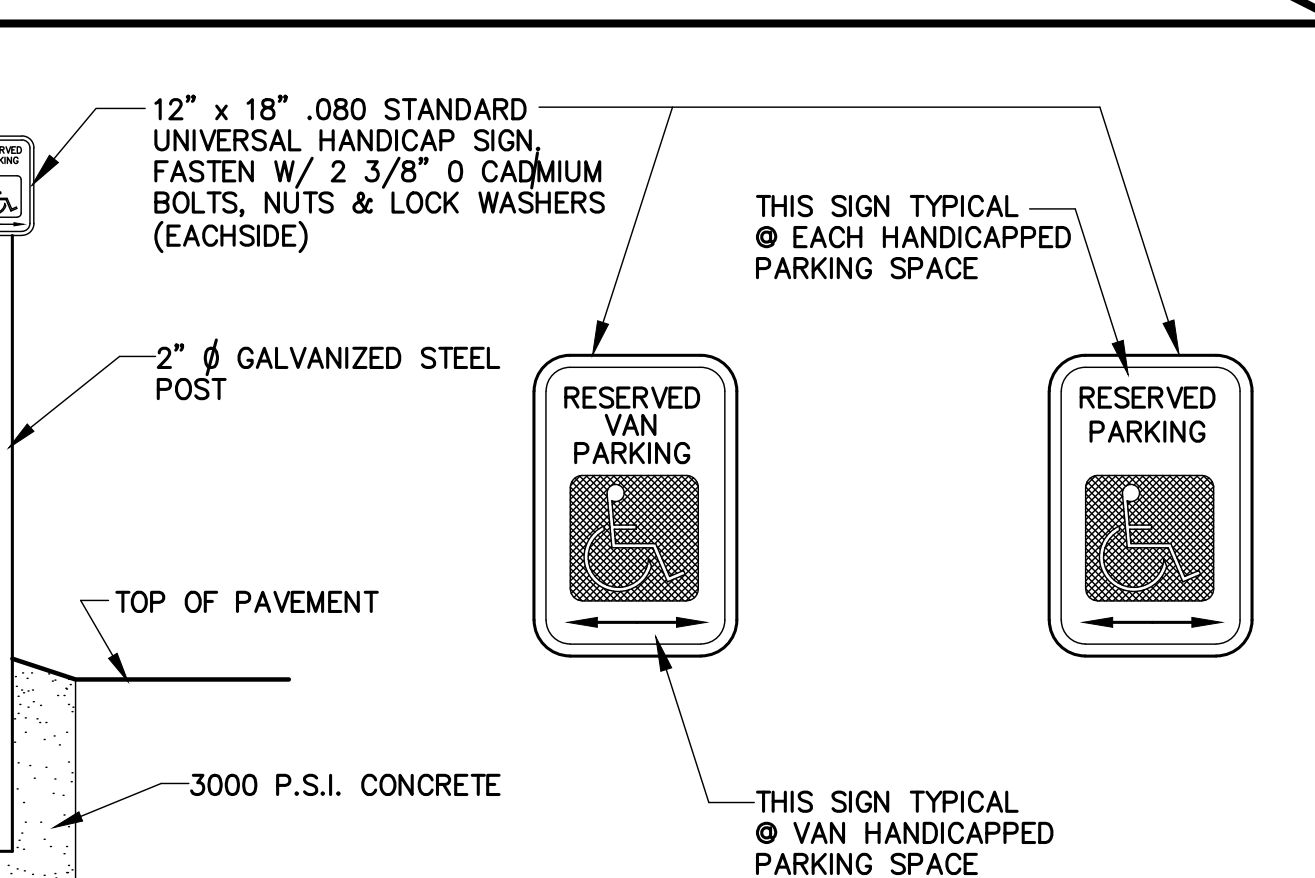 12" x 18" .080 STANDARD
UNIVERSAL HANDICAP SIGN.
FASTEN W/ 2 3/8" O CADMIUM
BOLTS, NUTS & LOCK WASHERS
(EACHSIDE)
THIS SIGN TYPICAL
@ EACH HANDICAPPED
PARKING SPACE
2" Ø GALVANIZED STEEL
POST
RESERVED
VAN
PARKING
RESERVED
PARKING
TOP OF PAVEMENT
3000 P.S.I. CONCRETE
THIS SIGN TYPICAL
@ VAN HANDICAPPED
PARKING SPACE